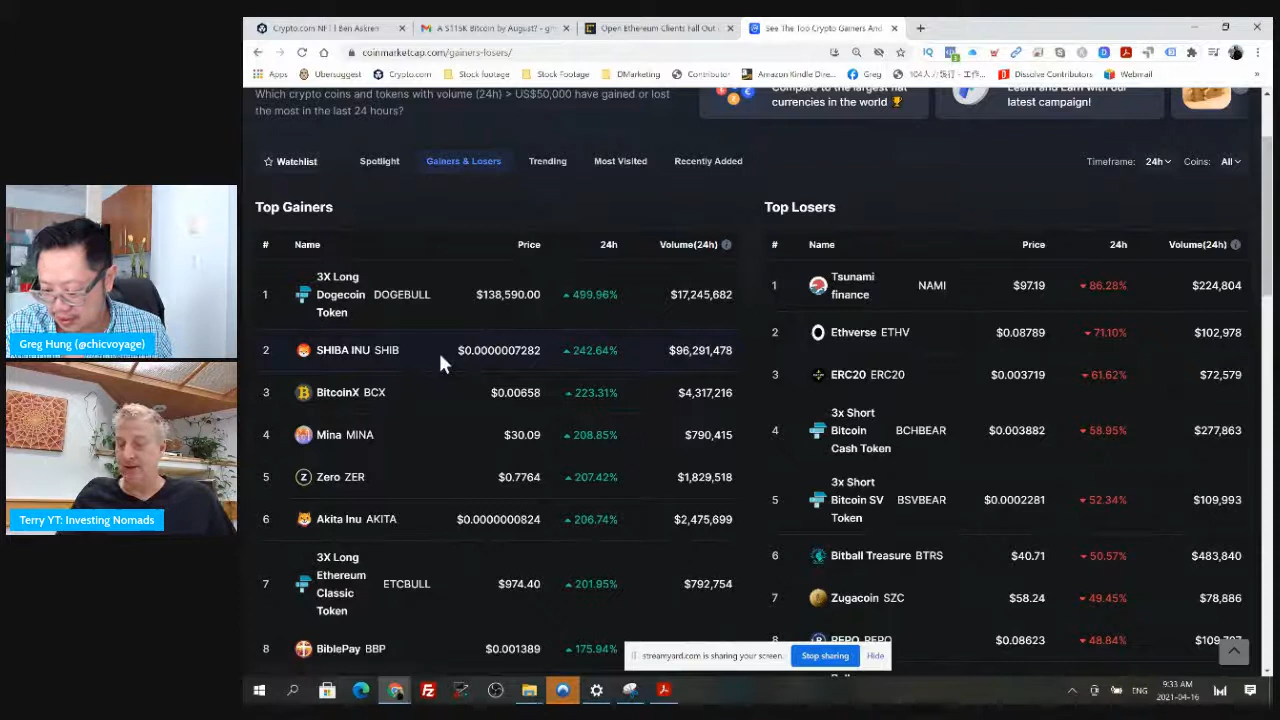 Crypto.com NFT | Ben Askren
A $115K Bitcoin by August? - gr
Open Ethereum Clients Fall Out o
See The Top Crypto Gainers And
coinmarketcap.com/gainers-losers/
Apps
Ubersuggest
Crypto.com
Stock footage
Stock Footage
DMarketing
Contributor
Amazon Kindle Dire...
Greg
Dissolve Contributors
Webmail
Which crypto coins and tokens with volume (24h) > US$50,000 have gained or lost
the most in the last 24 hours?
currencies in the world
Learn and Earn with our
latest campaign!
Watchlist
Spotlight
Gainers & Losers
Trending
Most Visited
Recently Added
Timeframe:
24h
Coins:
All
Top Gainers
# Name Price 24h Volume(24h)
3X Long
1 Dogecoin DOGEBULL $138,590.00 499.96% $17,245,682
Token
2 SHIBA INU SHIB $0.0000007282 242.64% $96,291,478
3 BitcoinX BCX $0.00658 223.31% $4,317,216
4 Mina MINA $30.09 208.85% $790,415
5 Zero ZER $0.7764 207.42% $1,829,518
6 Akita Inu AKITA $0.0000000824 206.74% $2,475,699
3X Long
7 Ethereum ETCBULL $974.40 201.95% $792,754
Classic
Token
8 BiblePay BBP $0.001389 175.94%
Top Losers
# Name Price 24h Volume(24h)
1 Tsunami NAMI $97.19 86.28% $224,804
finance
2 Ethverse ETHV $0.08789 71.10% $102,978
3 ERC20 ERC20 $0.003719 61.62% $72,579
3x Short
4 Bitcoin BCHBEAR $0.003882 58.95% $277,863
Cash Token
3x Short
5 Bitcoin SV BSVBEAR $0.0002281 52.34% $109,993
Token
6 Bitball Treasure BTRS $40.71 50.57% $483,840
7 Zugacoin SZC $58.24 49.45% $78,886
REPO REPO $0.08623 48.84%
streamyard.com is sharing your screen.
Stop sharing
Hide
Greg Hung (@chicvoyage)
Terry YT: Investing Nomads
ENG
9:33 AM
2021-04-16